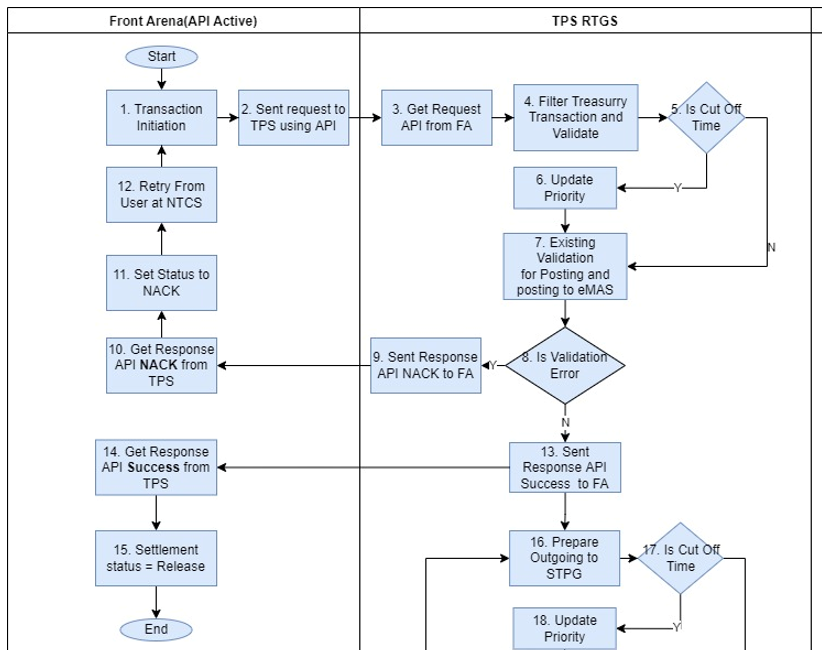 Front Arena(API Active)
TPS RTGS
Start
1. Transaction
Initiation
2. Sent request to
TPS using API
3. Get Request
API from FA
4. Filter Treasurry
Transaction and
Validate
5. Is Cut Off
Time
12. Retry From
User at NTCS
6. Update
Priority
Y
N
11. Set Status to
NACK
7. Existing
Validation
for Posting and
posting to eMAS
10. Get Response
API NACK from
TPS
9. Sent Response
API NACK to FA
Y
8. Is Validation
Error
N
14. Get Response
API Success from
TPS
13. Sent
Response API
Success to FA
15. Settlement
status = Release
16. Prepare
Outgoing to
STPG
17. Is Cut Off
Time
End
18. Update
Priority
Y